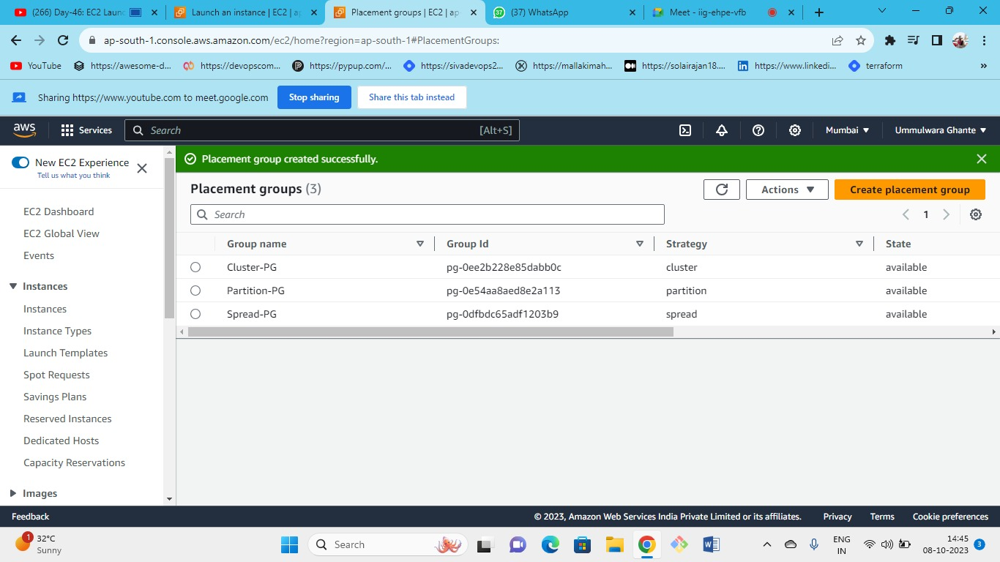 (266) Day-46: EC2 Launc
Launch an instance | EC2 | ap
Placement groups | EC2 | ap
37
(37) WhatsApp
Meet - iig-ehpe-vfb
ap-south-1.console.aws.amazon.com/ec2/home?region=ap-south-1#PlacementGroups:
YouTube
https://awesome-d...
https://devopscom...
https://pypup.com/...
https://sivadevops2...
https://mallakimah...
https://solairajan18....
https://www.linkedi...
terraform
»
Sharing https://www.youtube.com to meet.google.com
Stop sharing
Share this tab instead
aws
Services
Search
[Alt+S]
Mumbai
Ummulwara Ghante
New EC2 Experience
Tell us what you think
Placement group created successfully.
Placement groups (3)
Actions
Create placement group
Search
1
Group name
Group Id
Strategy
State
Cluster-PG
pg-0ee2b228e85dabb0c
cluster
available
Partition-PG
pg-0e54aa8aed8e2a113
partition
available
Spread-PG
pg-0dfbdc65adf1203b9
spread
available
EC2 Dashboard
EC2 Global View
Events
Instances
Instances
Instance Types
Launch Templates
Spot Requests
Savings Plans
Reserved Instances
Dedicated Hosts
Capacity Reservations
Images
Feedback
© 2023, Amazon Web Services India Private Limited or its affiliates.
Privacy
Terms
Cookie preferences
1
32°C
Sunny
Search
ENG
IN
14:45
08-10-2023
3